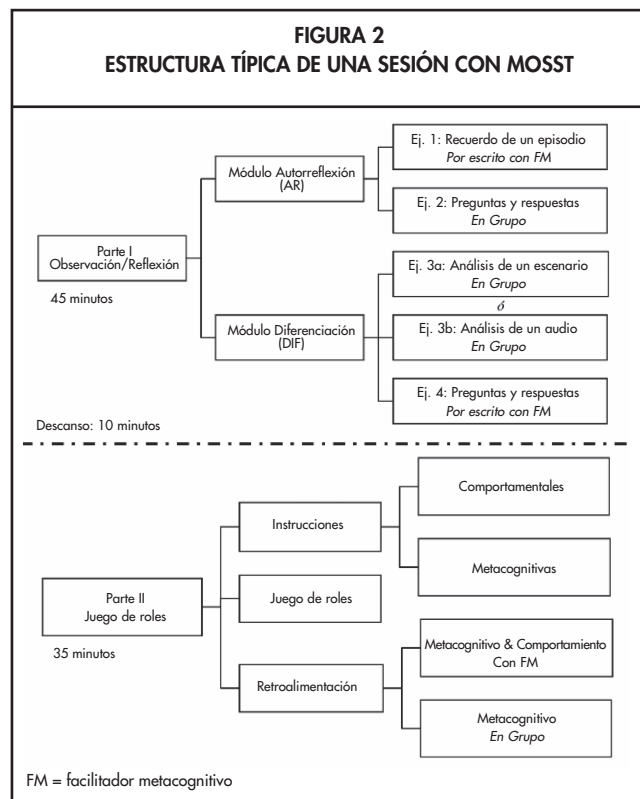 FIGURA 2
ESTRUCTURA TÍPICA DE UNA SESIÓN CON MOSST
Parte I
Observación/Reflexión
45 minutos
Módulo Autorreflexión
(AR)
Ej. 1: Recuerdo de un episodio
Por escrito con FM
Ej. 2: Preguntas y respuestas
En Grupo
Módulo Diferenciación
(DIF)
Ej. 3a: Análisis de un escenario
En Grupo
ó
Ej. 3b: Análisis de un audio
En Grupo
Ej. 4: Preguntas y respuestas
Por escrito con FM
Descanso: 10 minutos
Parte II
Juego de roles
35 minutos
Instrucciones
Comportamentales
Metacognitivas
Juego de roles
Retroalimentación
Metacognitivo & Comportamiento
Con FM
Metacognitivo
En Grupo
FM = facilitador metacognitivo